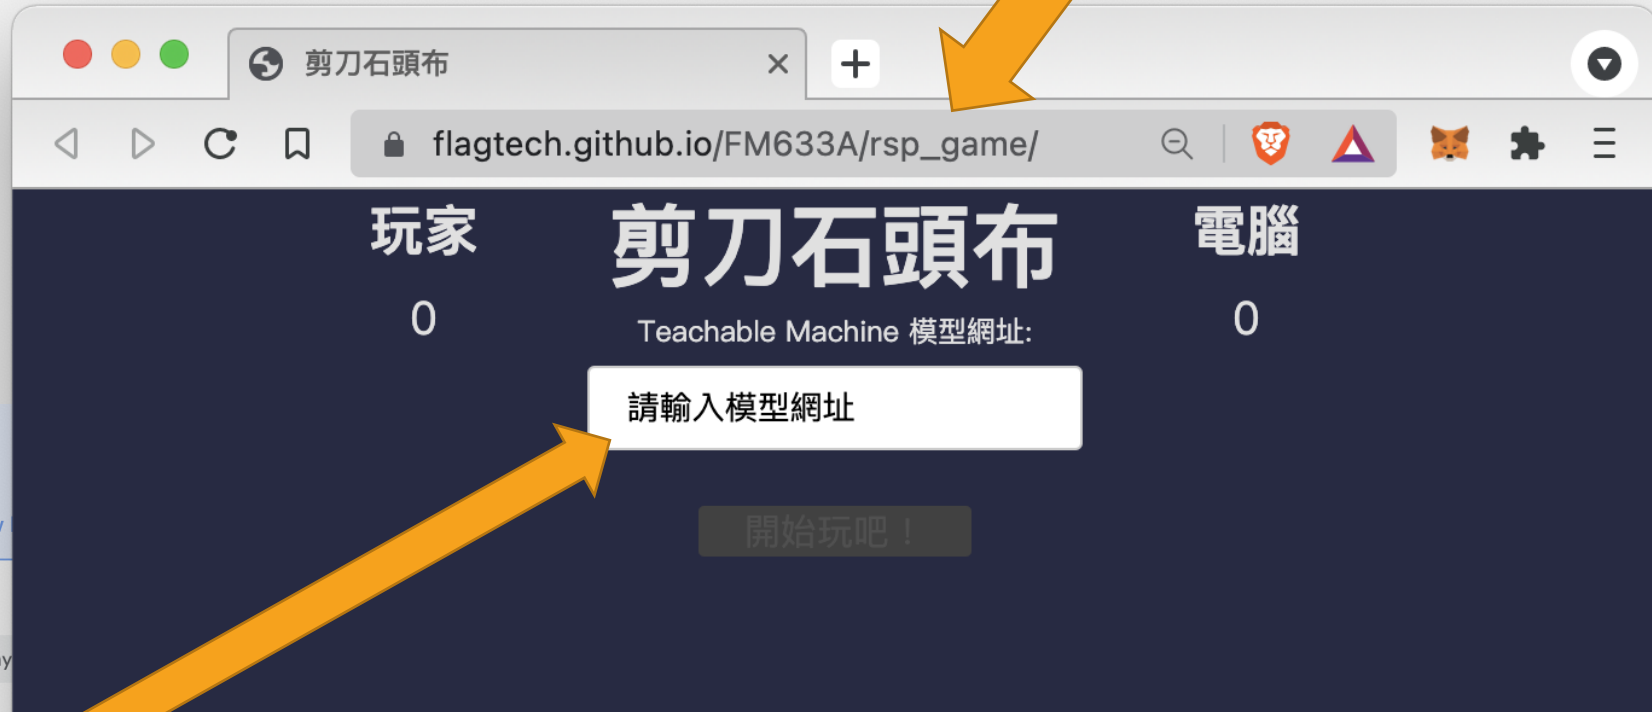 剪刀石頭布
flagtech.github.io/FM633A/rsp_game/
玩家
剪刀石頭布
電腦
0
Teachable Machine 模型網址:
0
請輸入模型網址
開始玩吧！